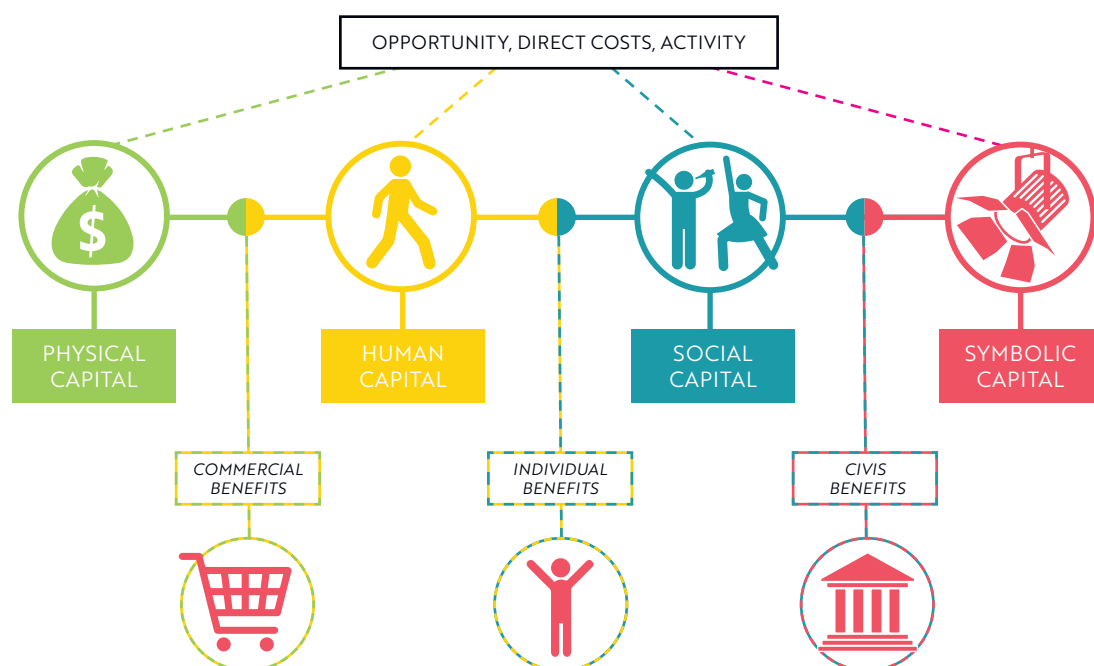 OPPORTUNITY, DIRECT COSTS, ACTIVITY
$
PHYSICAL
CAPITAL
HUMAN
CAPITAL
SOCIAL
CAPITAL
SYMBOLIC
CAPITAL
COMMERCIAL
BENEFITS
INDIVIDUAL
BENEFITS
CIVIS
BENEFITS